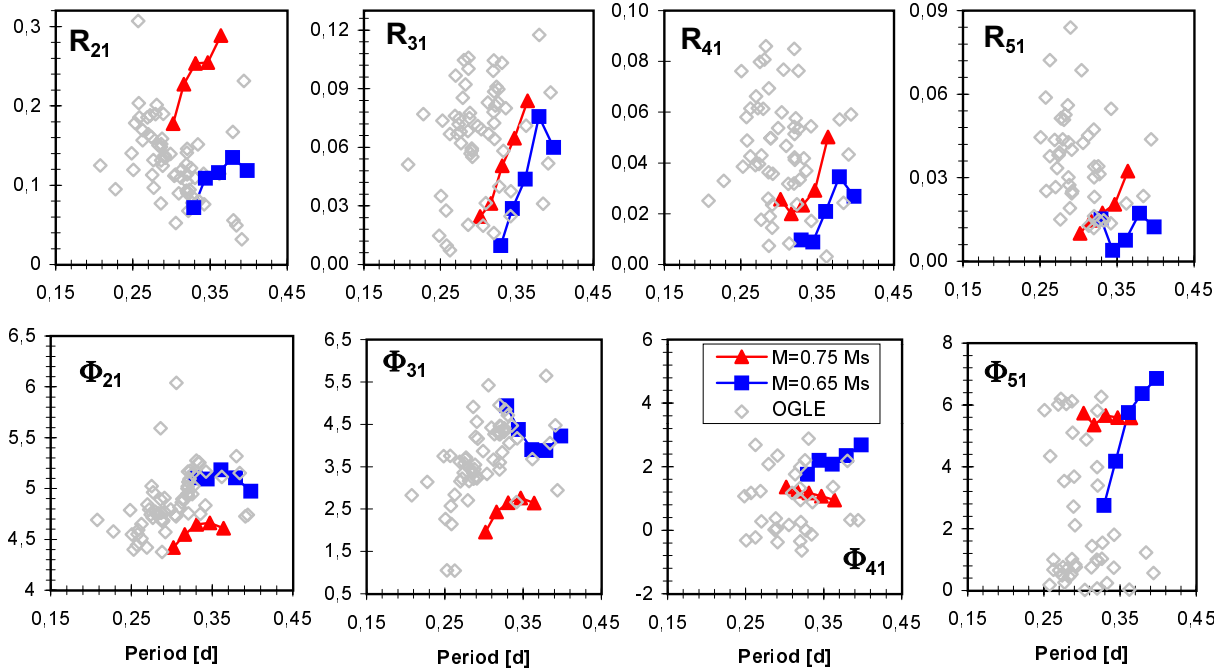 R21
0,3
0,2
0,1
0
0,15 0,25 0,35 0,45
R31
0,12
0,09
0,06
0,03
0,00
0,15 0,25 0,35 0,45
R41
0,10
0,08
0,06
0,04
0,02
0,00
0,15 0,25 0,35 0,45
R51
0,09
0,06
0,03
0,00
0,15 0,25 0,35 0,45
Φ21
6,5
6
5,5
5
4,5
4
0,15 0,25 0,35 0,45
Period [d]
Φ31
6,5
5,5
4,5
3,5
2,5
1,5
0,5
0,15 0,25 0,35 0,45
Period [d]
6
4
2
0
-2
M=0.75 Ms
M=0.65 Ms
OGLE
Φ41
0,15 0,25 0,35 0,45
Period [d]
Φ51
8
6
4
2
0
0,15 0,25 0,35 0,45
Period [d]